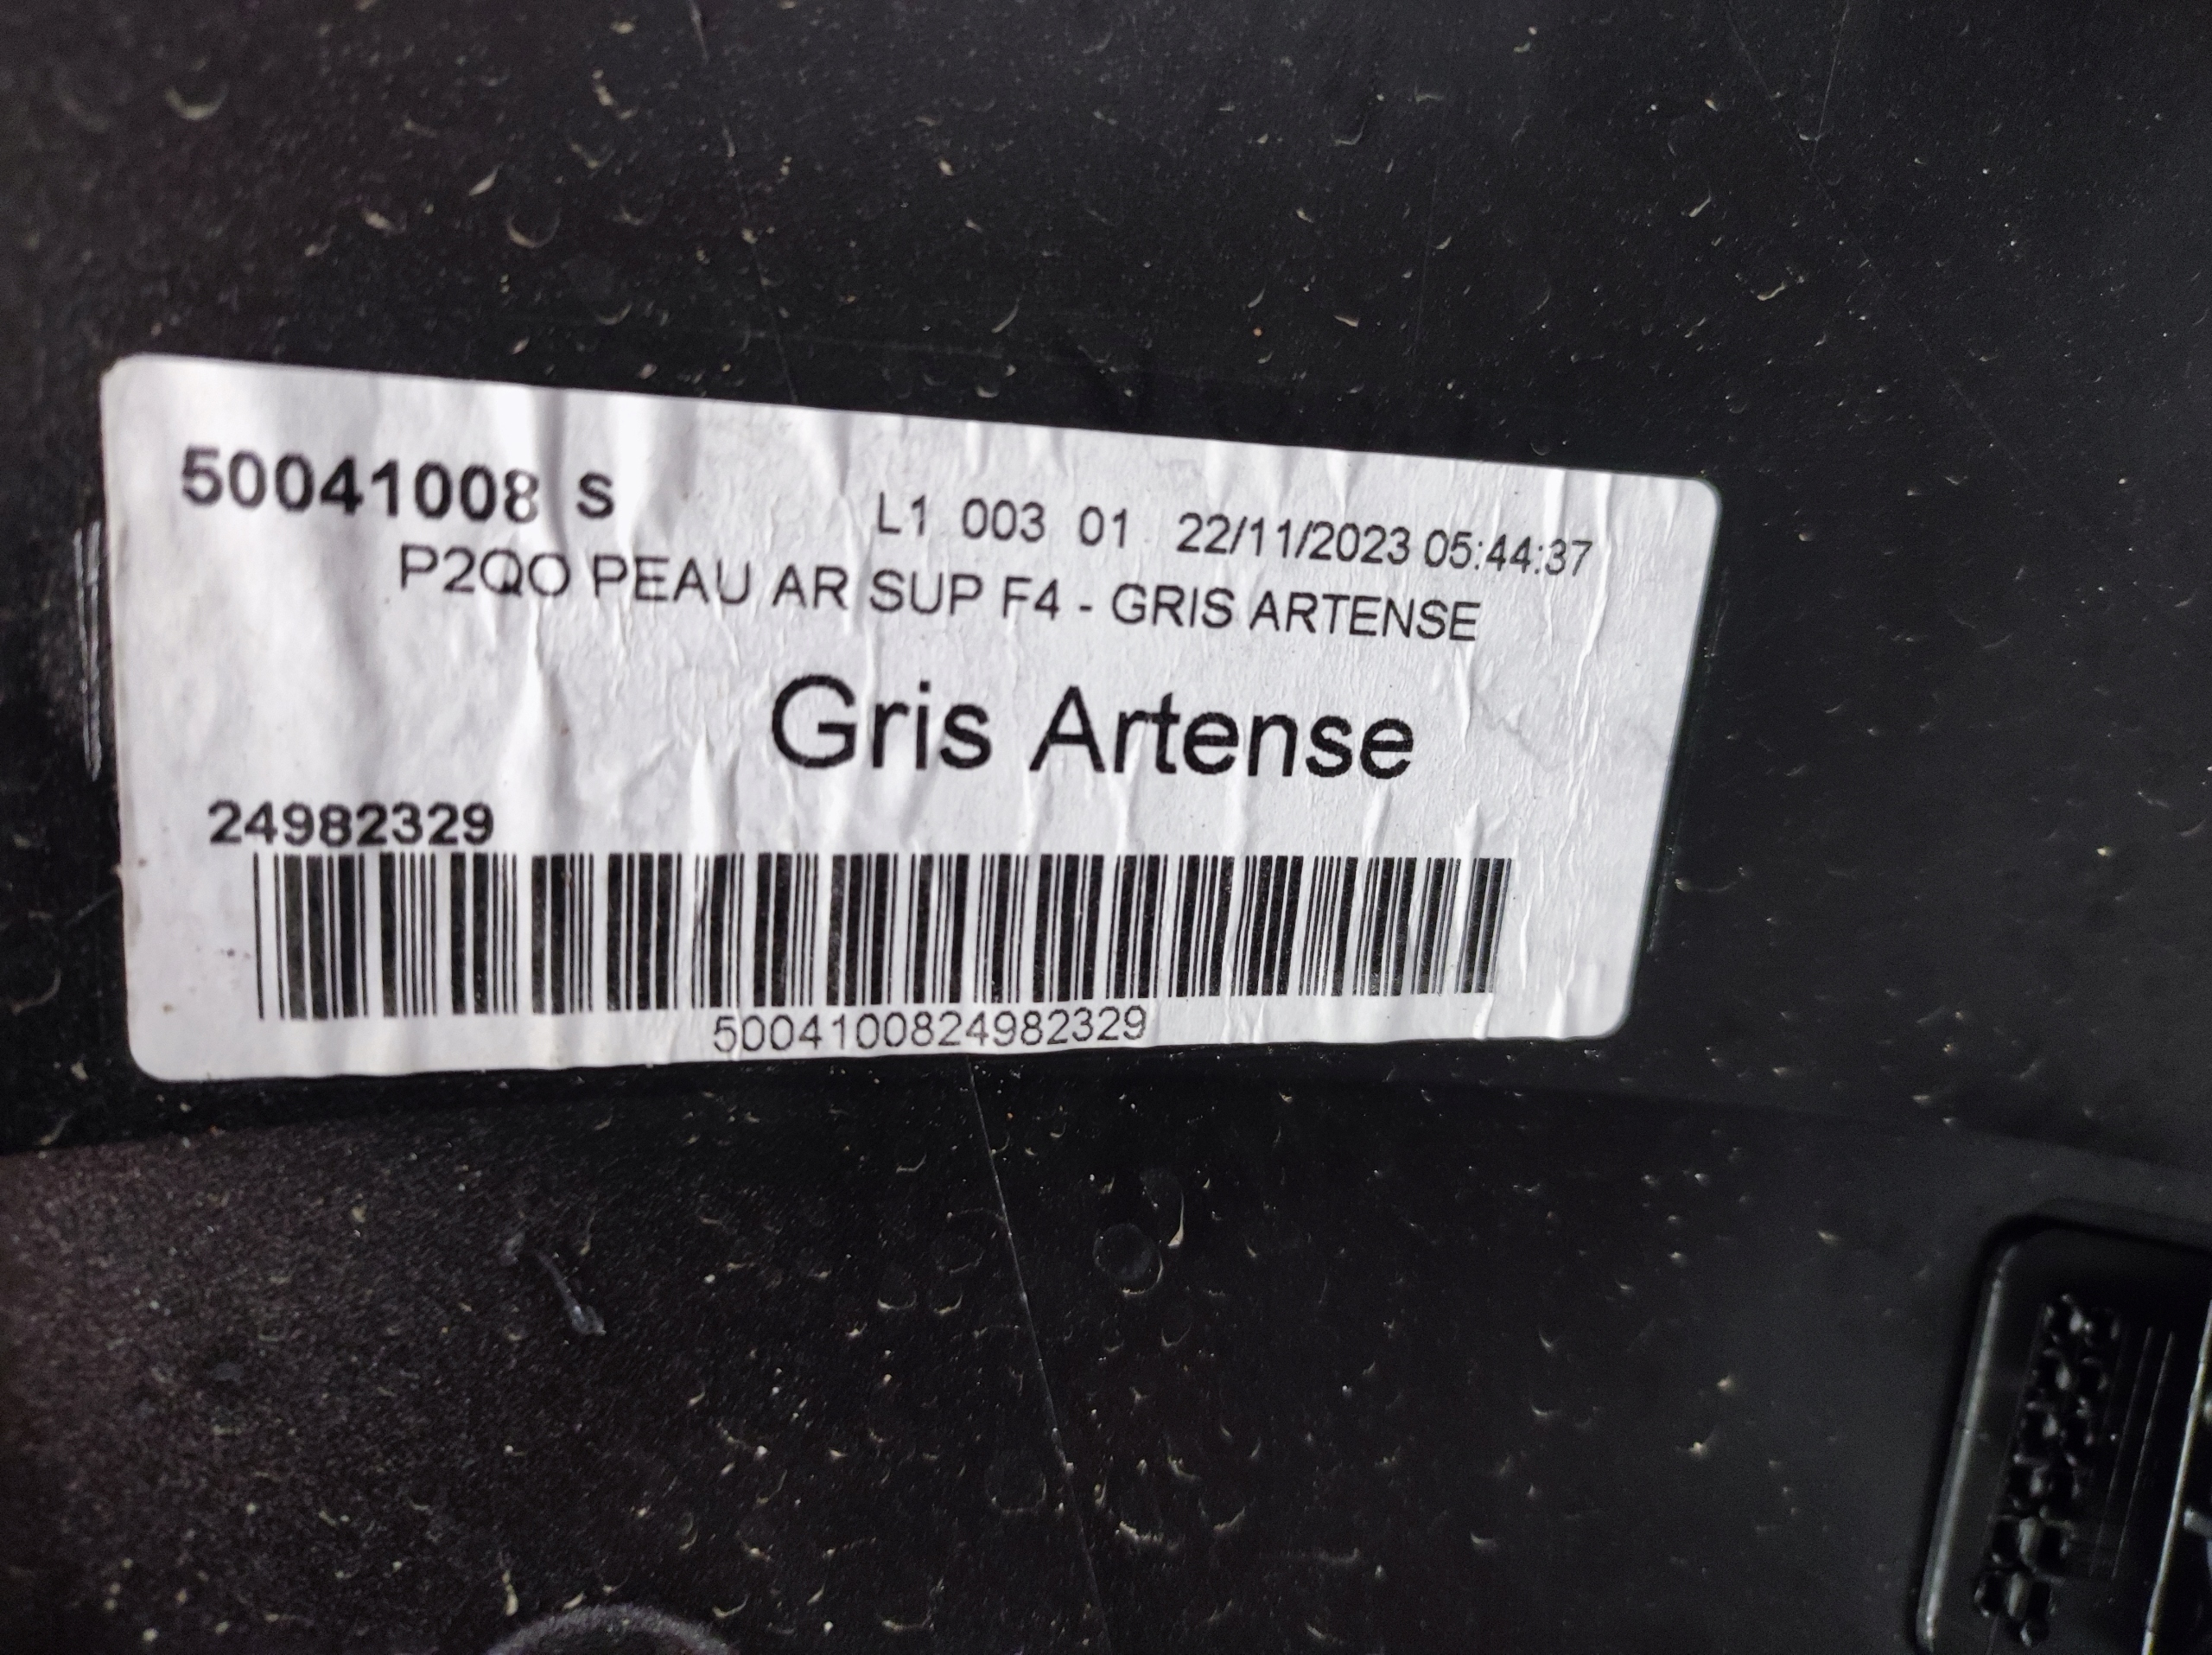 50041008 S
L1 003 01 22/11/2023 05:44:37
P2QO PEAU AR SUP F4 - GRIS ARTENSE
Gris Artense
24982329
5004100824982329